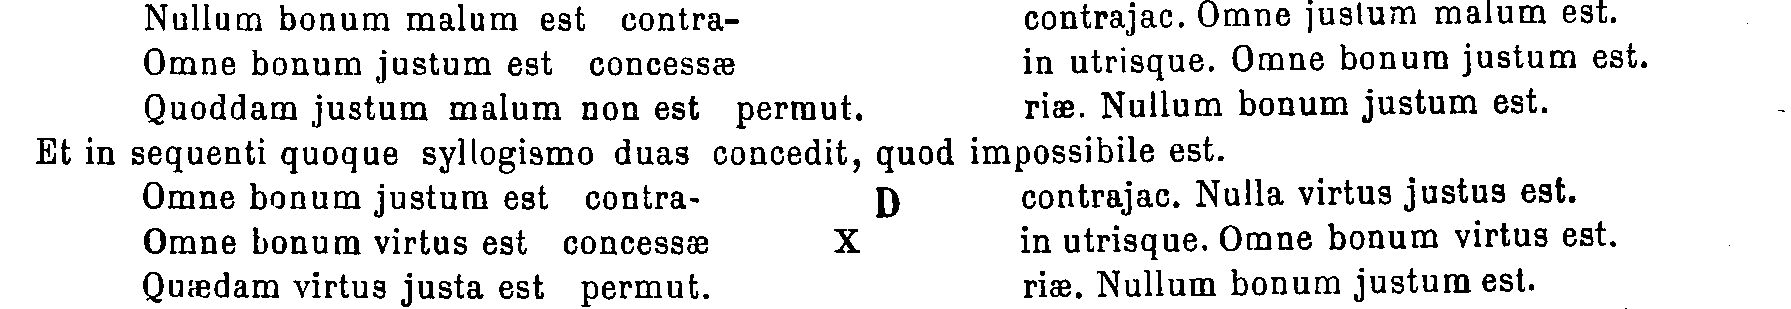 Nullum bonum malum est contra- contrajac. Omne justum malum est.
Omne bonum justum est concessæ in utrisque. Omne bonum justum est.
Quoddam justum malum non est permut. riæ. Nullum bonum justum est.
Et in sequenti quoque syllogismo duas concedit, quod impossibile est.
Omne bonum justum est contra- D contrajac. Nulla virtus justus est.
Omne bonum virtus est concessæ X in utrisque. Omne bonum virtus est.
Quædam virtus justa est permut. riæ. Nullum bonum justum est.